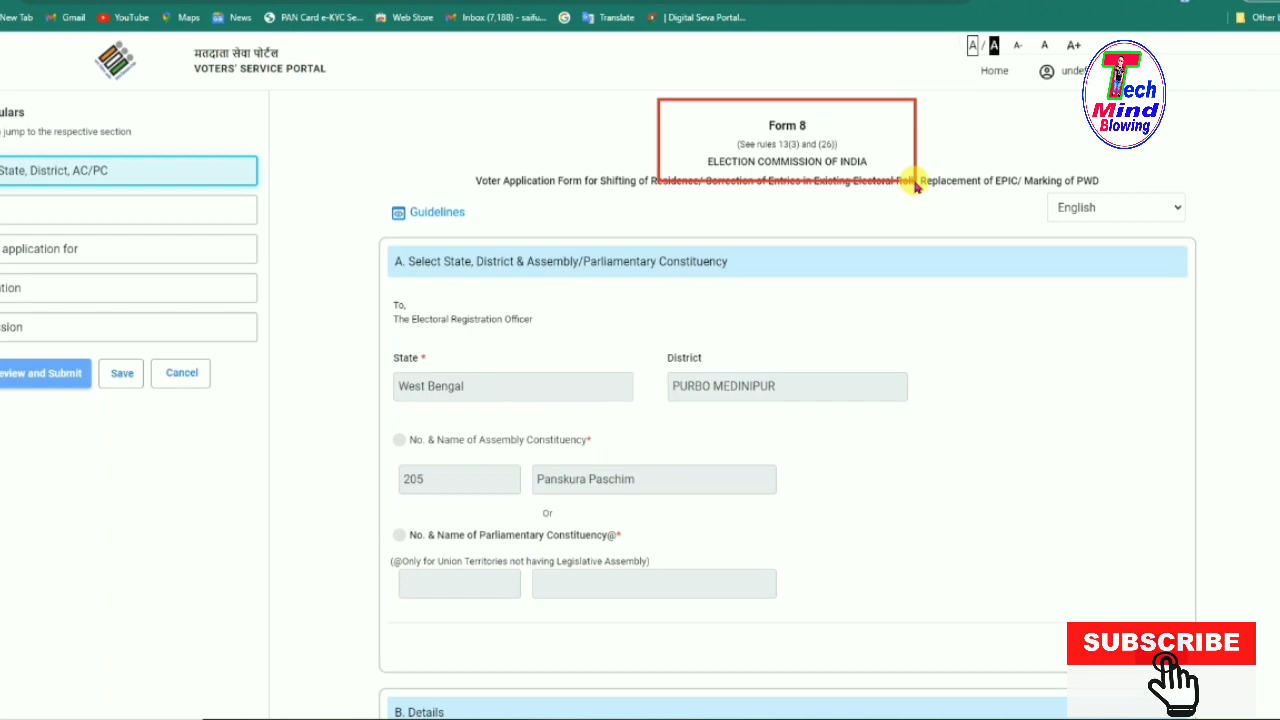 New Tab Gmail YouTube Maps News PAN Card e-KYC Se... Web Store Inbox (7,188) - saifu... Translate | Digital Seva Portal... Other
मतदाता सेवा पोर्टल
VOTERS' SERVICE PORTAL
A / A A- A A+
Home
Tech
Mind
Blowing
ulars
jump to the respective section
State, District, AC/PC
application for
Review and Submit Save Cancel
Form 8
(See rules 13(3) and (26))
ELECTION COMMISSION OF INDIA
Voter Application Form for Shifting of Residence/ Correction of Entries in Existing Electoral Roll/ Replacement of EPIC/ Marking of PWD
Guidelines
English
A. Select State, District & Assembly/Parliamentary Constituency
To,
The Electoral Registration Officer
State * District
West Bengal PURBO MEDINIPUR
No. & Name of Assembly Constituency*
205 Panskura Paschim
Or
No. & Name of Parliamentary Constituency@*
(@Only for Union Territories not having Legislative Assembly)
SUBSCRIBE
B. Details